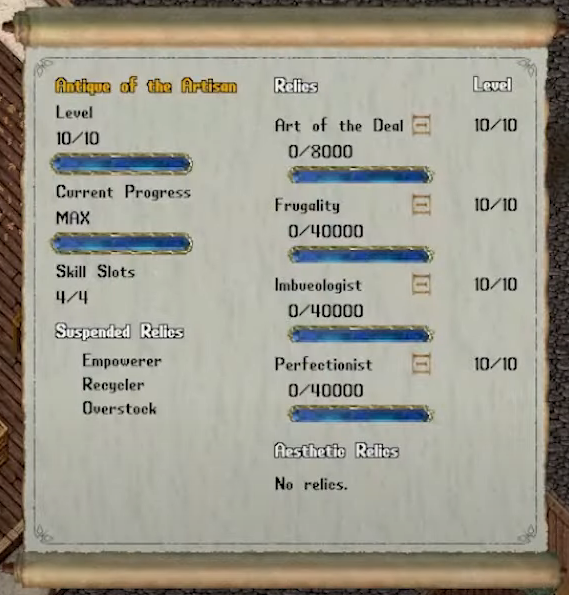 Antique of the Artisan
Level
10/10
Current Progress
MAX
Skill Slots
4/4
Suspended Relics
Empowerer
Recycler
Overstock
Relics Level
Art of the Deal 10/10
0/8000
Frugality 10/10
0/40000
Imbueologist 10/10
0/40000
Perfectionist 10/10
0/40000
Aesthetic Relics
No relics.